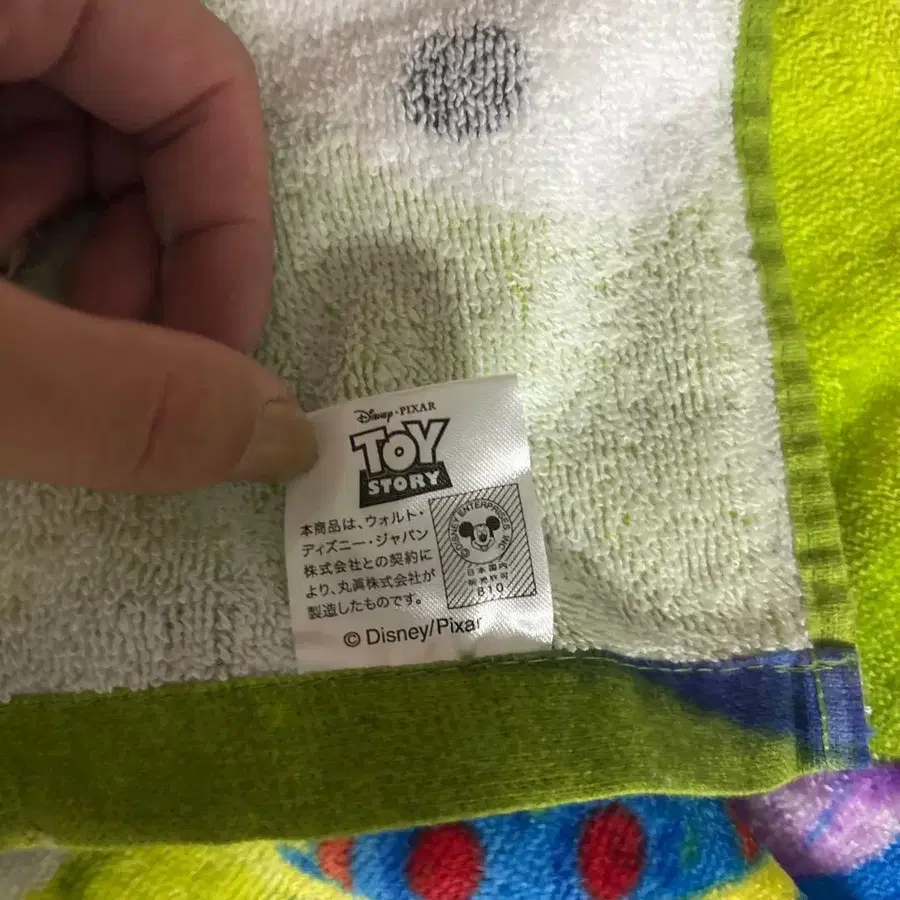 Disney・PIXAR
TOY
STORY
本商品は、ウォルト・
ディズニー・ジャパン
株式会社との契約に
より、丸眞株式会社が
製造したものです。
©DISNEY ENTERPRISES, INC.
日本国内
販売許可
B10
© Disney/Pixar